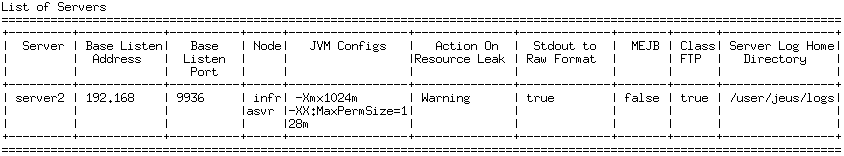 List of Servers
================================================================================
+---------+-------------+---------+-----+-----------------+-------------+--------------+-------+-----+---------------+
| Server | Base Listen| Base | Node| JVM Configs | Action On | Stdout to | MEJB | Class| Server Log Home|
| | Address | Listen | | |Resource Leak | Raw Format | | FTP | Directory |
| | | Port | | | | | | | |
+---------+-------------+---------+-----+-----------------+-------------+--------------+-------+-----+---------------+
| server2 | 192.168 | 9936 | infr| -Xmx1024m | Warning | true | false | true | /user/jeus/logs|
| | | |asvr |-XX:MaxPermSize=1| | | | | |
| | | | |28m | | | | | |
+---------+-------------+---------+-----+-----------------+-------------+--------------+-------+-----+---------------+
================================================================================